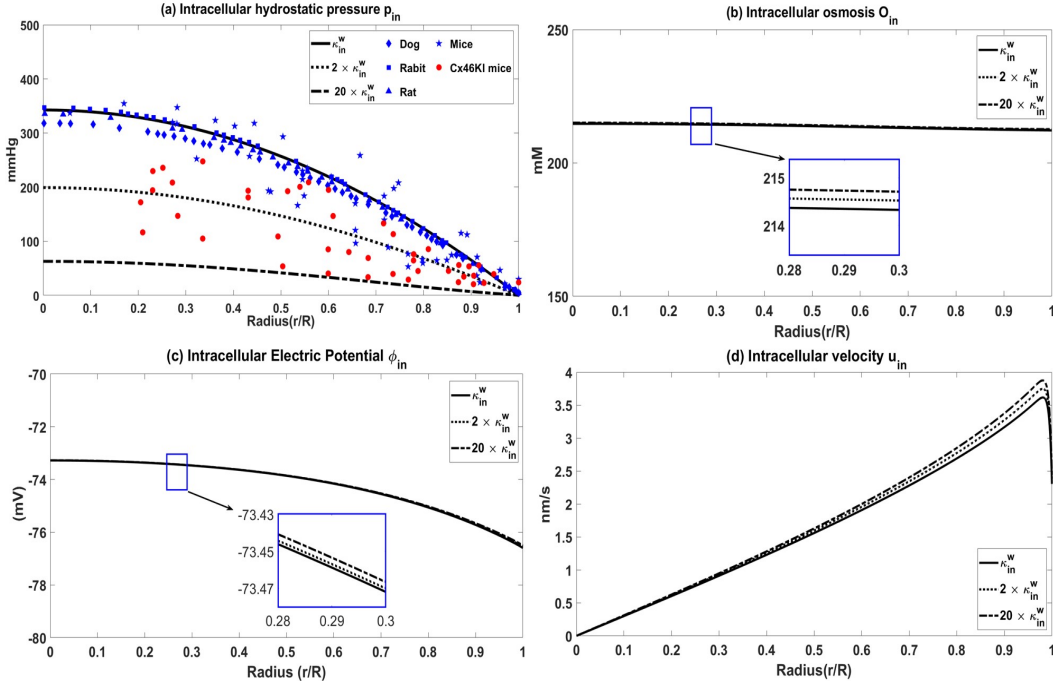 (a) Intracellular hydrostatic pressure p_in
500
400
300
200
100
0
mmHg
κ_in^w
2 × κ_in^w
20 × κ_in^w
Dog
Rabit
Rat
Mice
Cx46KI mice
0 0.1 0.2 0.3 0.4 0.5 0.6 0.7 0.8 0.9 1
Radius(r/R)
(b) Intracellular osmosis O_in
250
200
150
mM
κ_in^w
2 × κ_in^w
20 × κ_in^w
215
214
0.28 0.29 0.3
0 0.1 0.2 0.3 0.4 0.5 0.6 0.7 0.8 0.9 1
Radius(r/R)
(c) Intracellular Electric Potential ϕ_in
-70
-72
-73
-74
-76
-78
-80
(mV)
κ_in^w
2 × κ_in^w
20 × κ_in^w
-73.43
-73.45
-73.47
0.28 0.29 0.3
0 0.1 0.2 0.3 0.4 0.5 0.6 0.7 0.8 0.9 1
Radius (r/R)
(d) Intracellular velocity u_in
4
3.5
3
2.5
2
1.5
1
0.5
0
nm/s
κ_in^w
2 × κ_in^w
20 × κ_in^w
0 0.1 0.2 0.3 0.4 0.5 0.6 0.7 0.8 0.9 1
Radius(r/R)